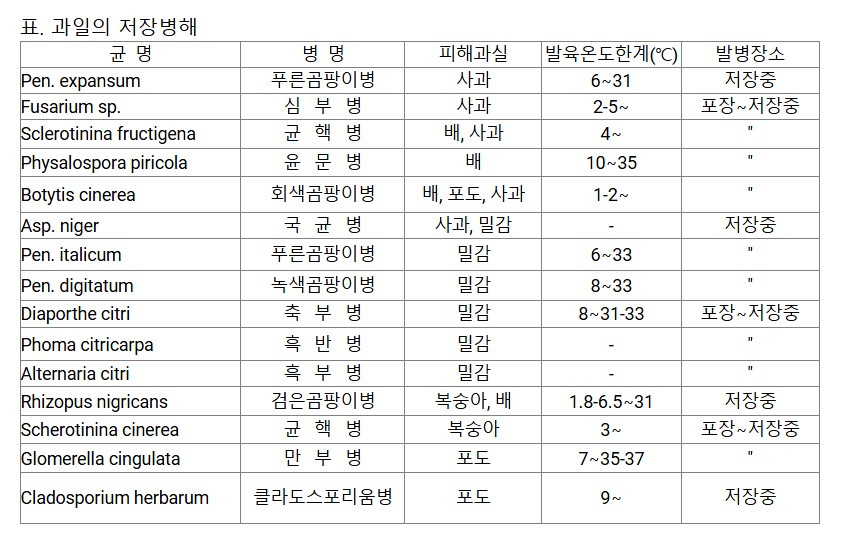 표. 과일의 저장병해
균 명 병 명 피해과실 발육온도한계(℃) 발병장소
Pen. expansum 푸른곰팡이병 사과 6~31 저장중
Fusarium sp. 심 부 병 사과 2-5~ 포장~저장중
Sclerotinina fructigena 균 핵 병 배, 사과 4~ "
Physalospora piricola 윤 문 병 배 10~35 "
Botytis cinerea 회색곰팡이병 배, 포도, 사과 1-2~ "
Asp. niger 국 균 병 사과, 밀감 - 저장중
Pen. italicum 푸른곰팡이병 밀감 6~33 "
Pen. digitatum 녹색곰팡이병 밀감 8~33 "
Diaporthe citri 축 부 병 밀감 8~31-33 포장~저장중
Phoma citricarpa 흑 반 병 밀감 - "
Alternaria citri 흑 부 병 밀감 - "
Rhizopus nigricans 검은곰팡이병 복숭아, 배 1.8-6.5~31 저장중
Scherotinina cinerea 균 핵 병 복숭아 3~ 포장~저장중
Glomerella cingulata 만 부 병 포도 7~35-37 "
Cladosporium herbarum 클라도스포리움병 포도 9~ 저장중